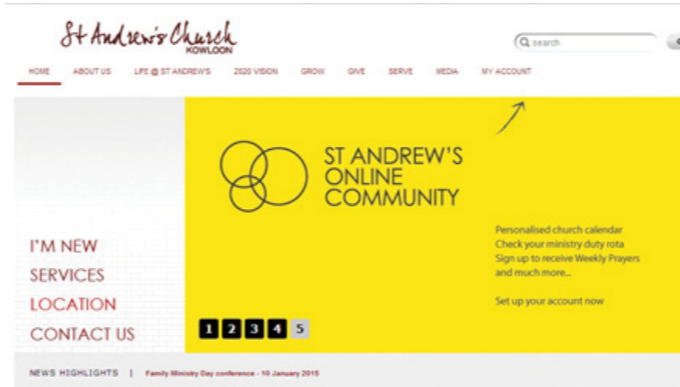 St Andrew's Church
KOWLOON
search
HOME ABOUT US LIFE @ ST ANDREW'S 2020 VISION GROW GIVE SERVE MEDIA MY ACCOUNT
ST ANDREW'S
ONLINE
COMMUNITY
Personalised church calendar
Check your ministry duty rota
Sign up to receive Weekly Prayers
and much more...
Set up your account now
I'M NEW
SERVICES
LOCATION
CONTACT US
1 2 3 4 5
NEWS HIGHLIGHTS | Family Ministry Day conference - 10 January 2015